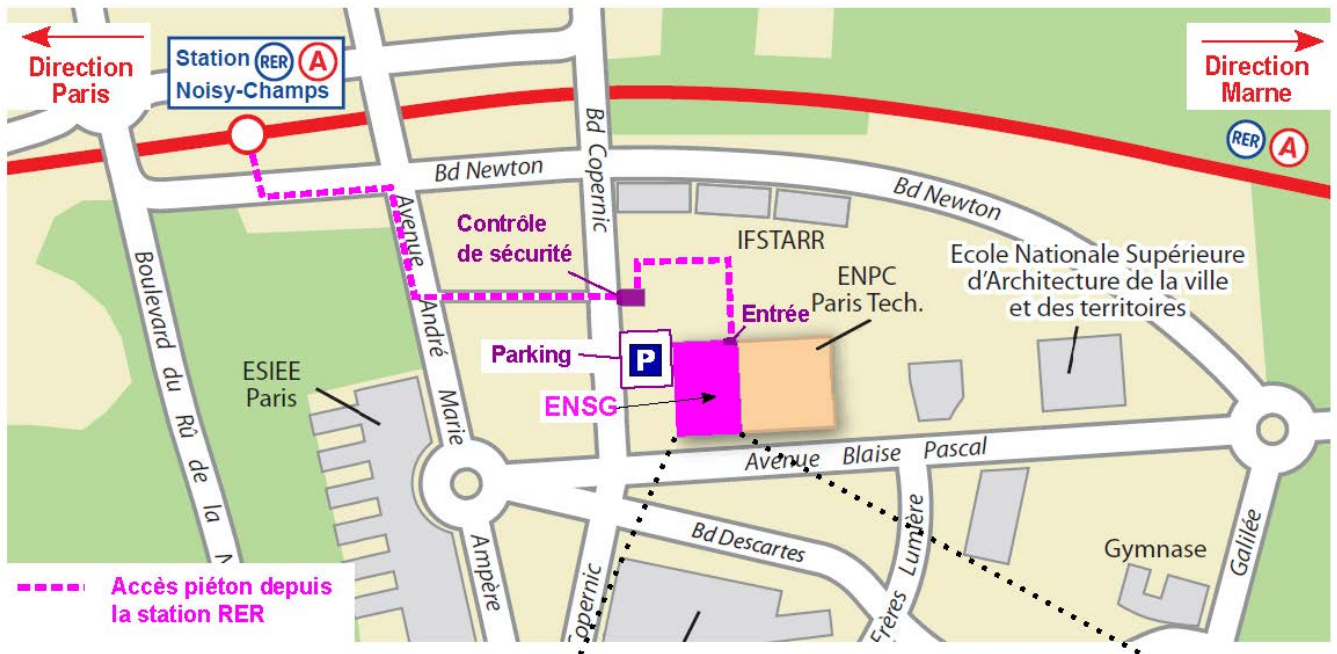 Direction
Paris
Station RER A
Noisy-Champs
Direction
Marne
RER A
Bd Newton
Bd Copernic
Bd Newton
Avenue André Marie Ampère
Contrôle
de sécurité
IFSTARR
ENPC
Paris Tech.
Ecole Nationale Supérieure
d'Architecture de la ville
et des territoires
Entrée
Parking
P
ENSG
ESIEE
Paris
Boulevard du Rû de la
Avenue Blaise Pascal
Bd Descartes
Frères Lumière
Gymnase
Galilée
Copernic
Accès piéton depuis
la station RER